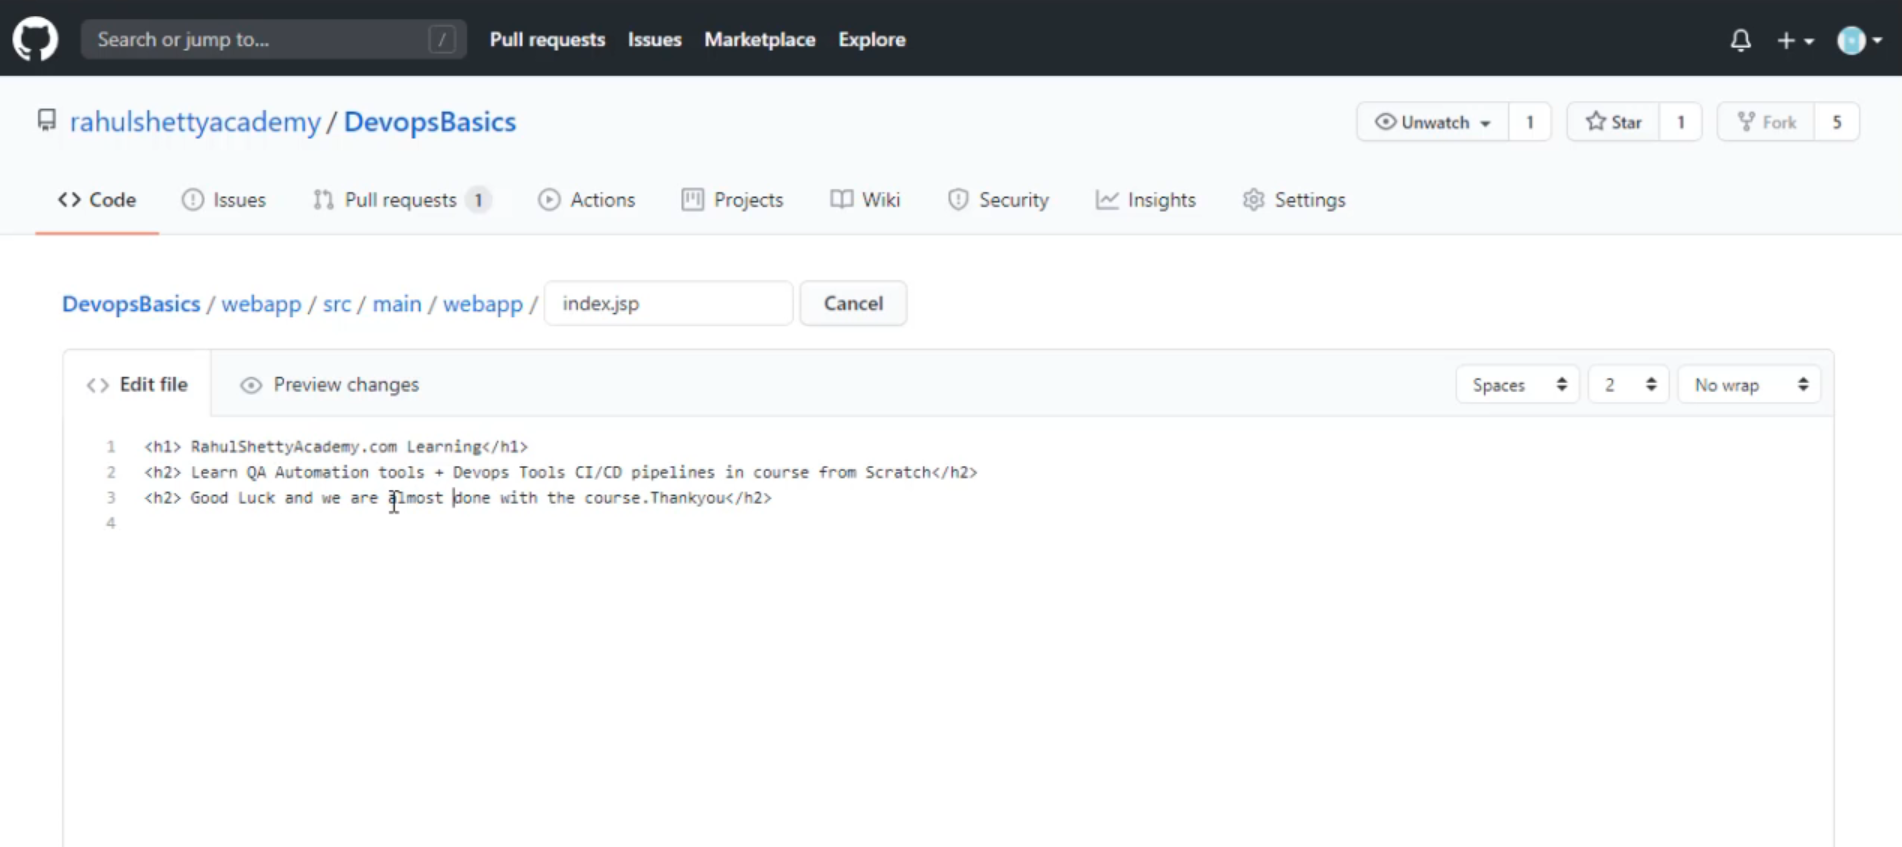 Search or jump to... / Pull requests Issues Marketplace Explore
rahulshettyacademy / DevopsBasics Unwatch 1 Star 1 Fork 5
Code Issues Pull requests 1 Actions Projects Wiki Security Insights Settings
DevopsBasics / webapp / src / main / webapp / index.jsp Cancel
Edit file Preview changes Spaces 2 No wrap
1 <h1> RahulShettyAcademy.com Learning</h1>
2 <h2> Learn QA Automation tools + Devops Tools CI/CD pipelines in course from Scratch</h2>
3 <h2> Good Luck and we are almost done with the course.Thankyou</h2>
4